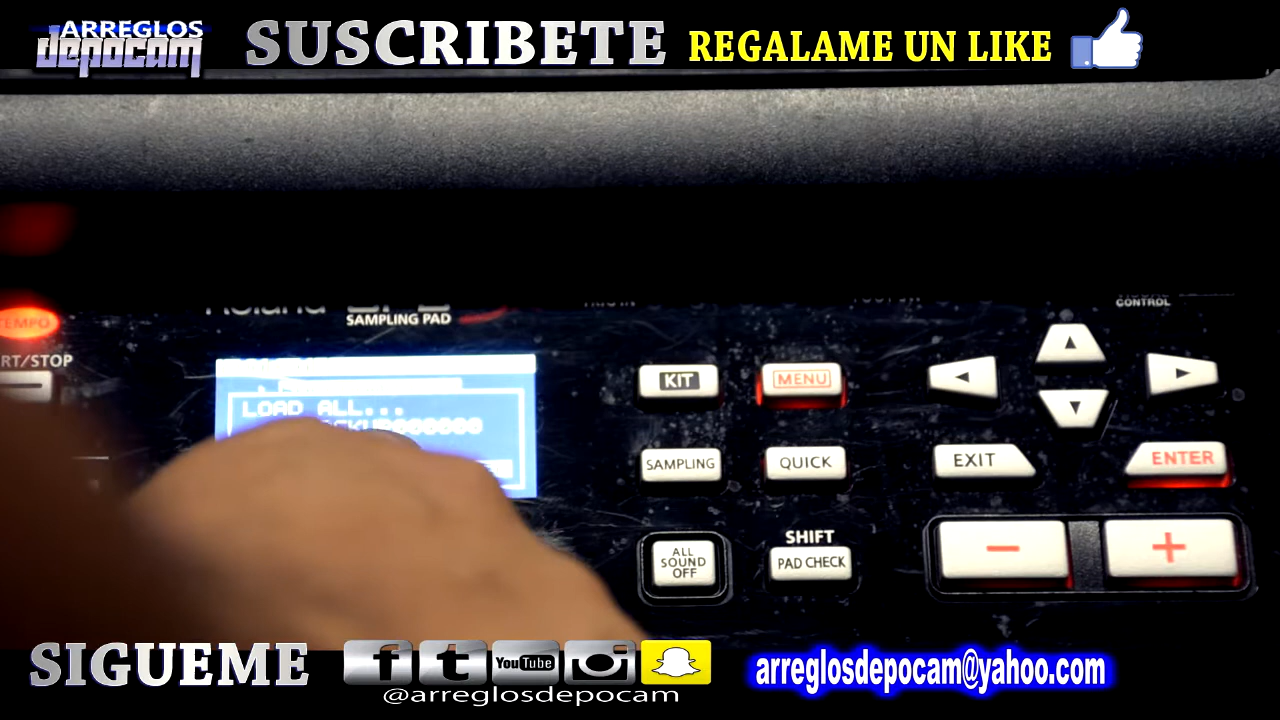 ARREGLOS
depocam
SUSCRIBETE
REGALAME UN LIKE
CONTROL
SAMPLING PAD
TEMPO
RT/STOP
LOAD ALL...
KIT
MENU
SAMPLING
QUICK
EXIT
ENTER
ALL
SOUND
OFF
SHIFT
PAD CHECK
SIGUEME
YouTube
@arreglosdepocam
arreglosdepocam@yahoo.com